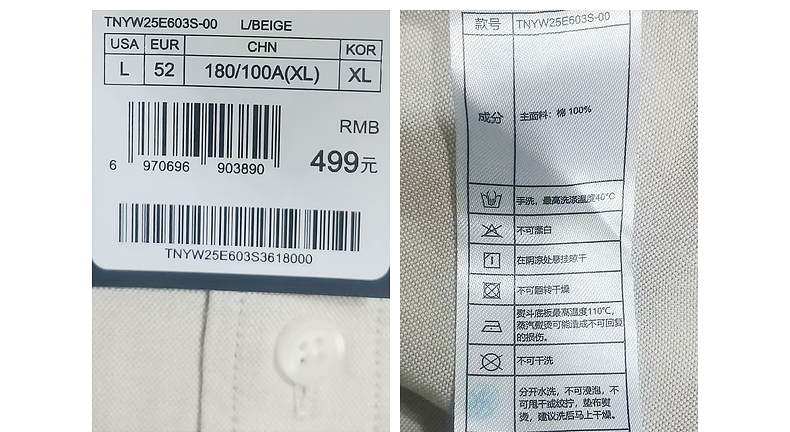 TNYW25E603S-00 L/BEIGE
USA EUR CHN KOR
L 52 180/100A(XL) XL
RMB
499元
6 970696 903890
TNYW25E603S3618000
款号 TNYW25E603S-00
成分 主面料：棉 100%
手洗，最高洗涤温度40°C
不可漂白
在阴凉处悬挂晾干
不可翻转干燥
熨斗底板最高温度110℃，
蒸汽熨烫可能造成不可回复
的损伤。
不可干洗
分开水洗，不可浸泡，不
可甩干或绞拧，垫布熨
烫，建议洗后马上干燥。